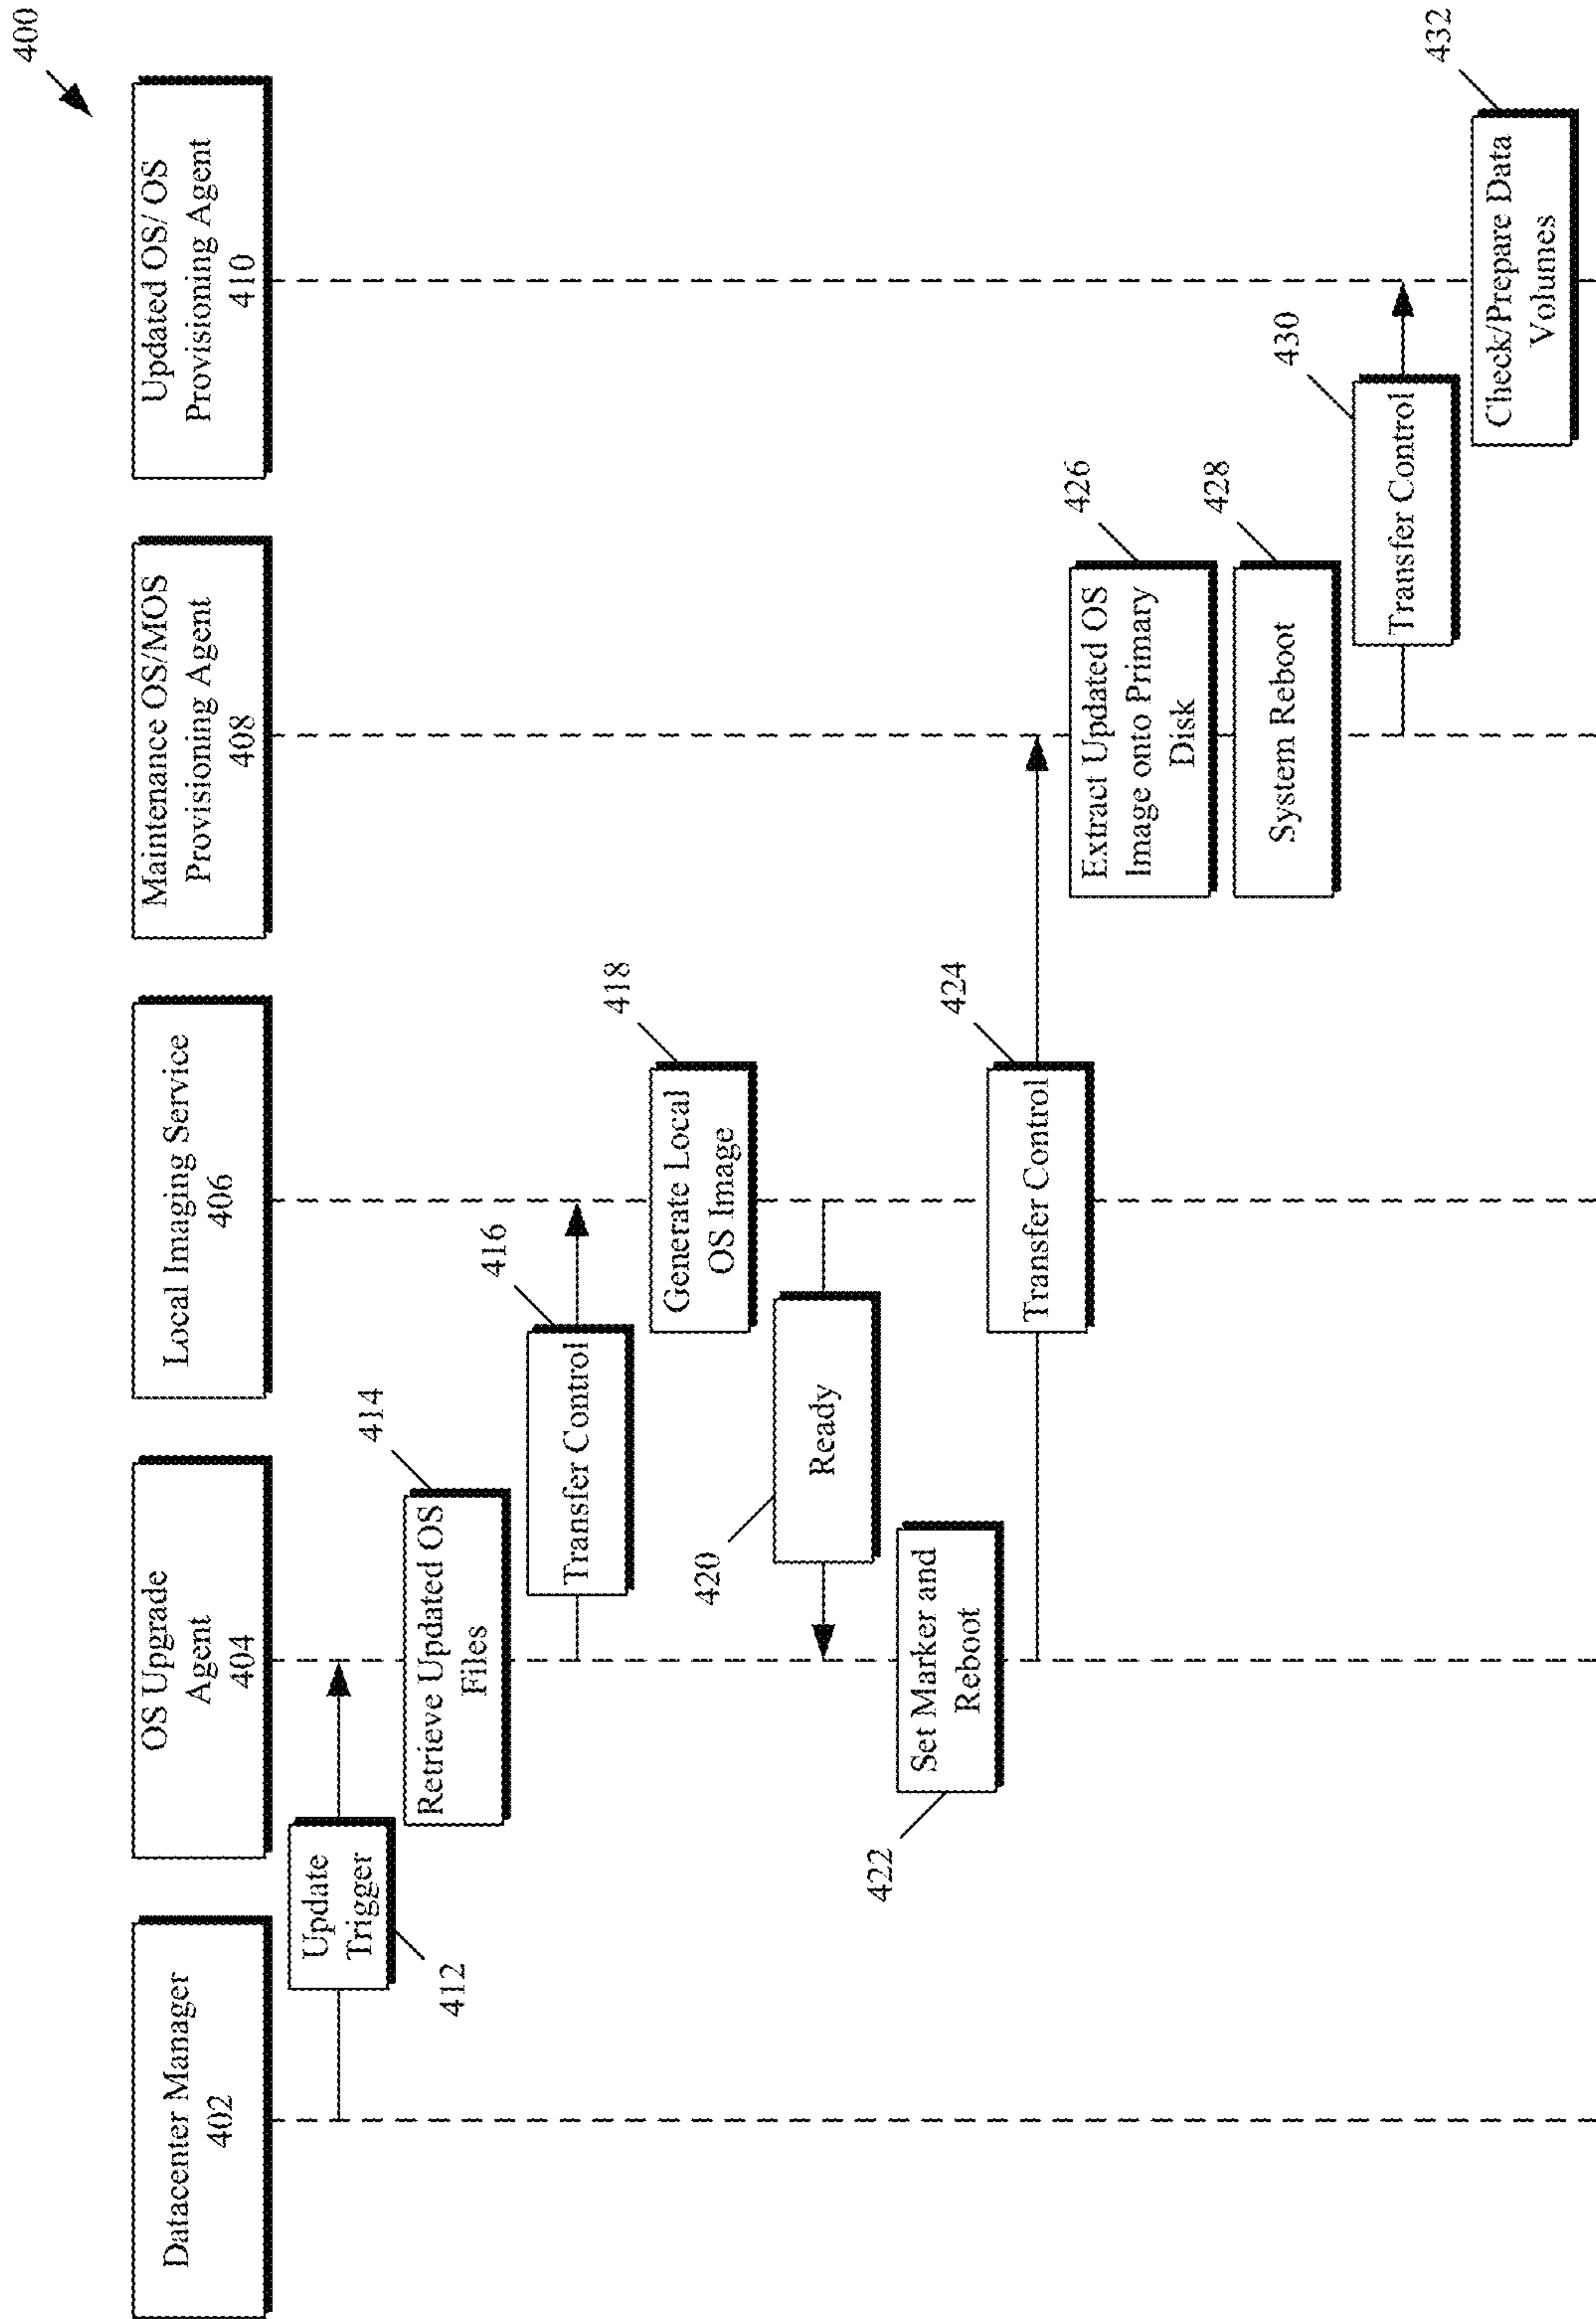 400
Datacenter Manager
402
OS Upgrade
Agent
404
Local Imaging Service
406
Maintenance OS/MOS
Provisioning Agent
408
Updated OS/ OS
Provisioning Agent
410
Update
Trigger
412
Retrieve Updated OS
Files
414
Transfer Control
416
Generate Local
OS Image
418
Ready
420
Set Marker and
Reboot
422
Transfer Control
424
Extract Updated OS
Image onto Primary
Disk
426
System Reboot
428
Transfer Control
430
Check/Prepare Data
Volumes
432